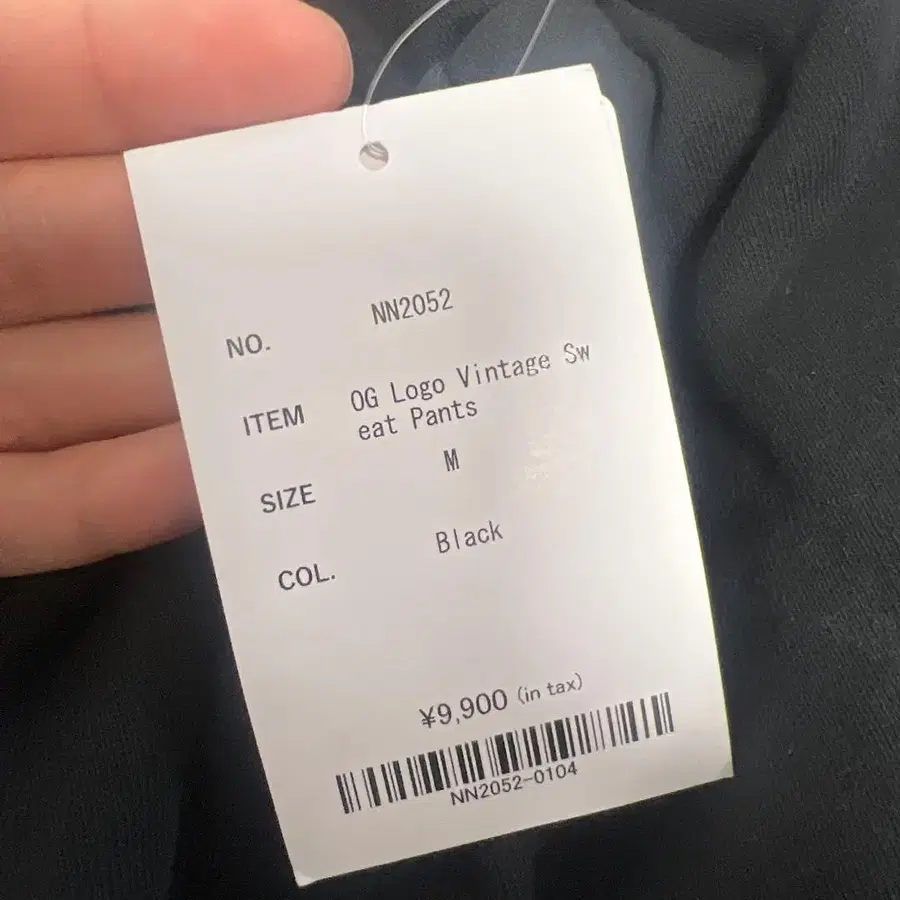 NO. NN2052
ITEM OG Logo Vintage Sw
eat Pants
SIZE M
COL. Black
¥9,900 (in tax)
NN2052-0104